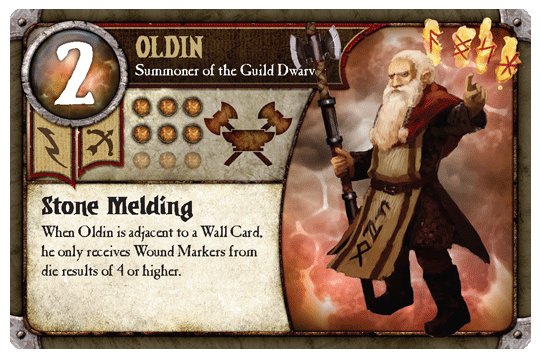 2
OLDIN
Summoner of the Guild Dwarv
Stone Melding
When Oldin is adjacent to a Wall Card,
he only receives Wound Markers from
die results of 4 or higher.